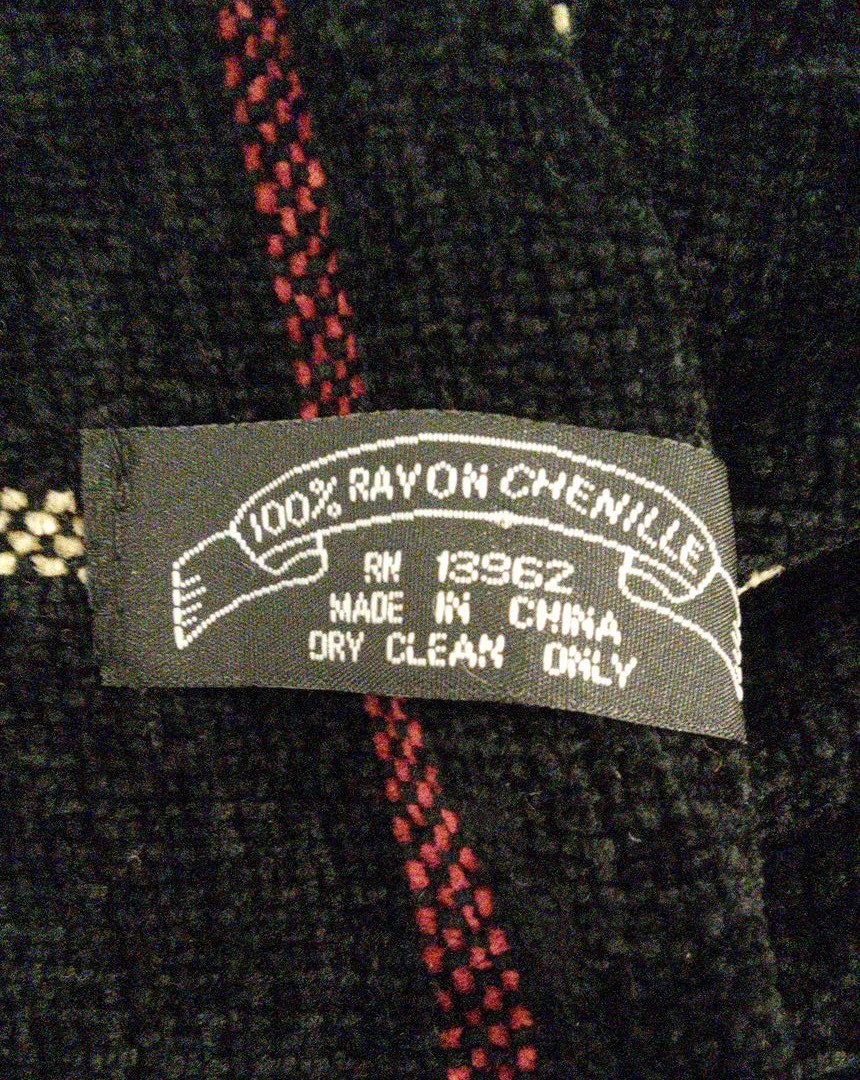 100% RAYON CHENILLE
RN 13962
MADE IN CHINA
DRY CLEAN ONLY